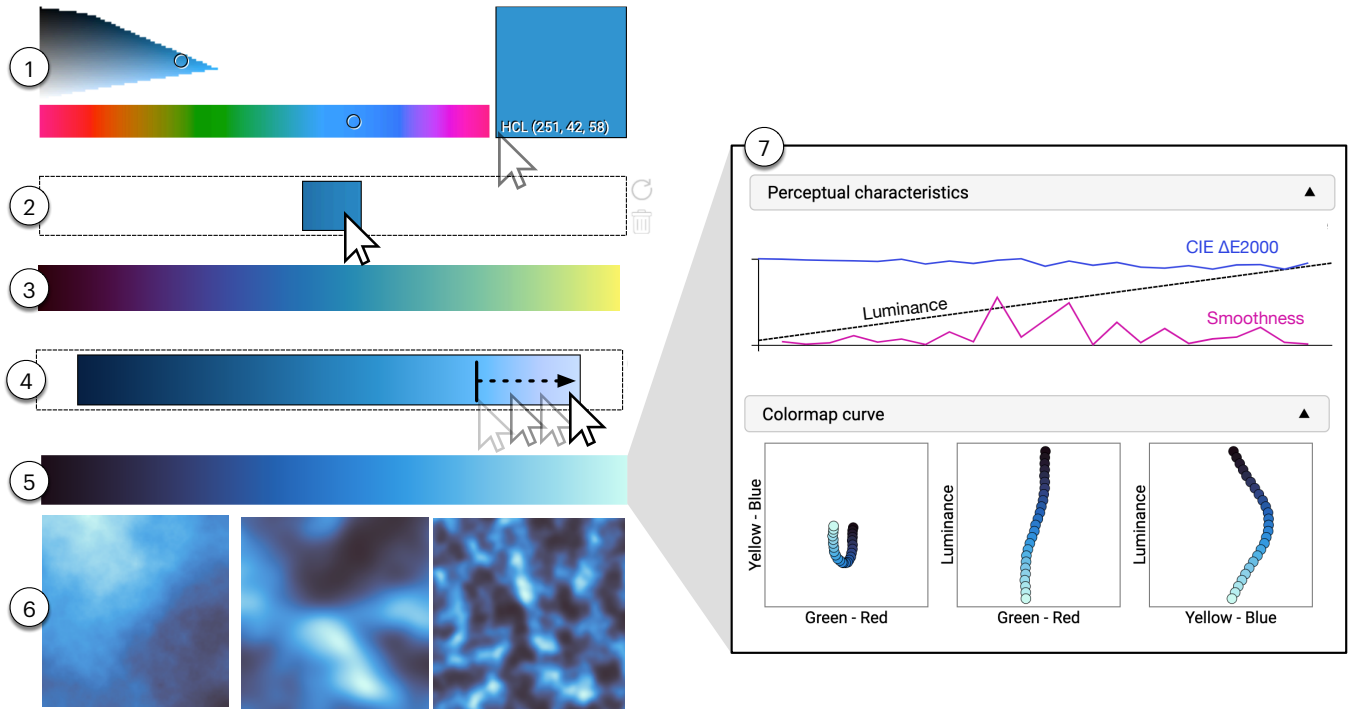 1
HCL (251, 42, 58)
2
3
4
5
6
7
Perceptual characteristics ▲
CIE ΔE2000
Luminance
Smoothness
Colormap curve ▲
Yellow - Blue
Green - Red
Luminance
Green - Red
Luminance
Yellow - Blue